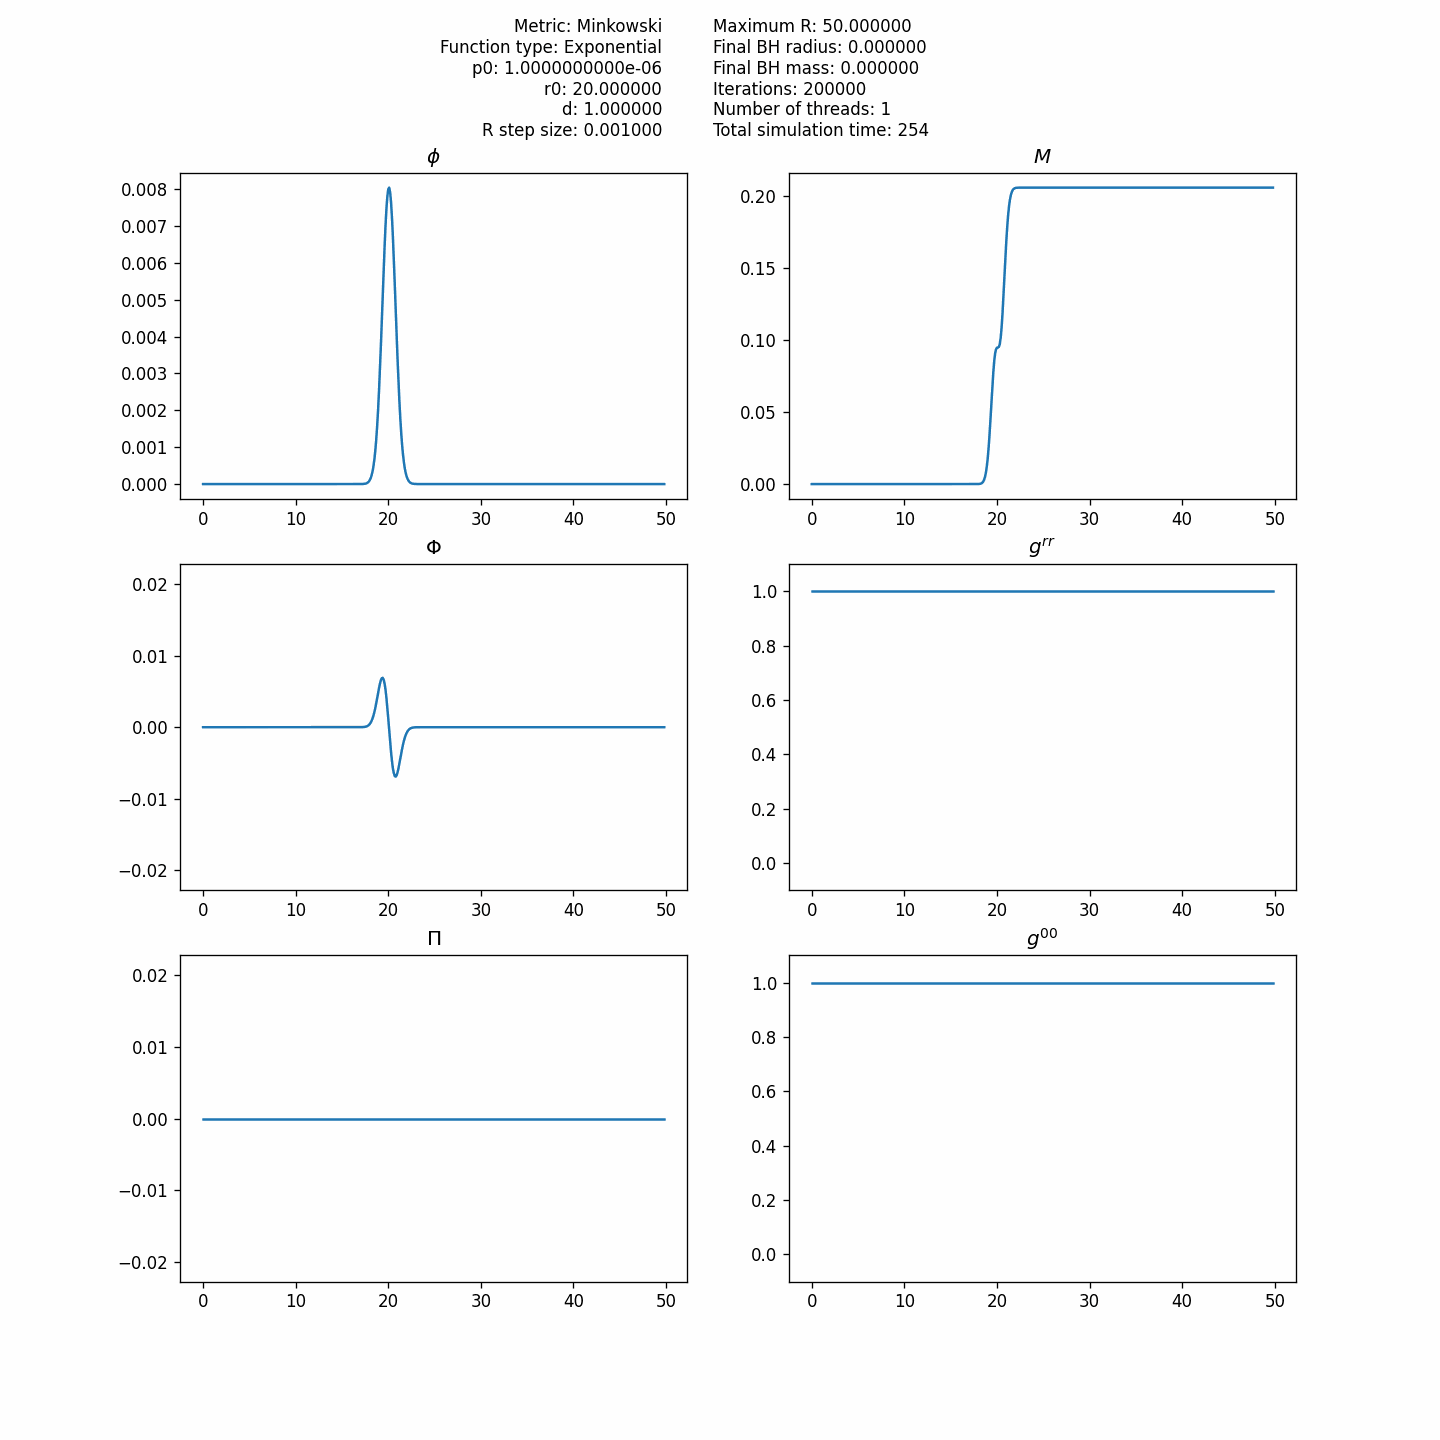 Metric: Minkowski
Function type: Exponential
p0: 1.0000000000e-06
r0: 20.000000
d: 1.000000
R step size: 0.001000
Maximum R: 50.000000
Final BH radius: 0.000000
Final BH mass: 0.000000
Iterations: 200000
Number of threads: 1
Total simulation time: 254
ϕ
0.008
0.007
0.006
0.005
0.004
0.003
0.002
0.001
0.000
0 10 20 30 40 50
M
0.20
0.15
0.10
0.05
0.00
0 10 20 30 40 50
Φ
0.02
0.01
0.00
−0.01
−0.02
0 10 20 30 40 50
g^{rr}
1.0
0.8
0.6
0.4
0.2
0.0
0 10 20 30 40 50
Π
0.02
0.01
0.00
−0.01
−0.02
0 10 20 30 40 50
g^{00}
1.0
0.8
0.6
0.4
0.2
0.0
0 10 20 30 40 50